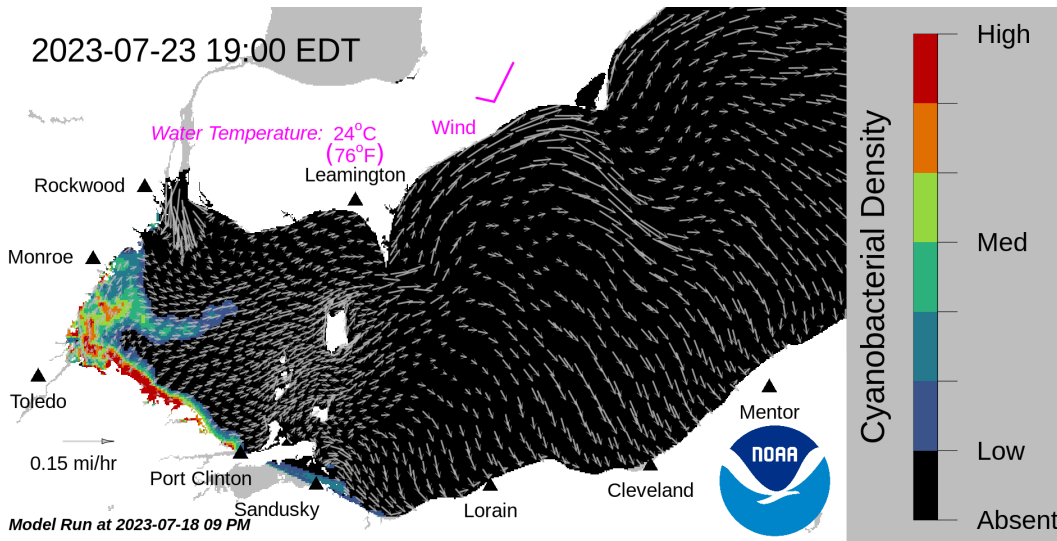 2023-07-23 19:00 EDT
High
Water Temperature: 24°C
(76°F)
Wind
Leamington
Rockwood
Monroe
Med
Cyanobacterial Density
Toledo
Mentor
NOAA
0.15 mi/hr
Port Clinton
Low
Sandusky
Lorain
Cleveland
Model Run at 2023-07-18 09 PM
Absent